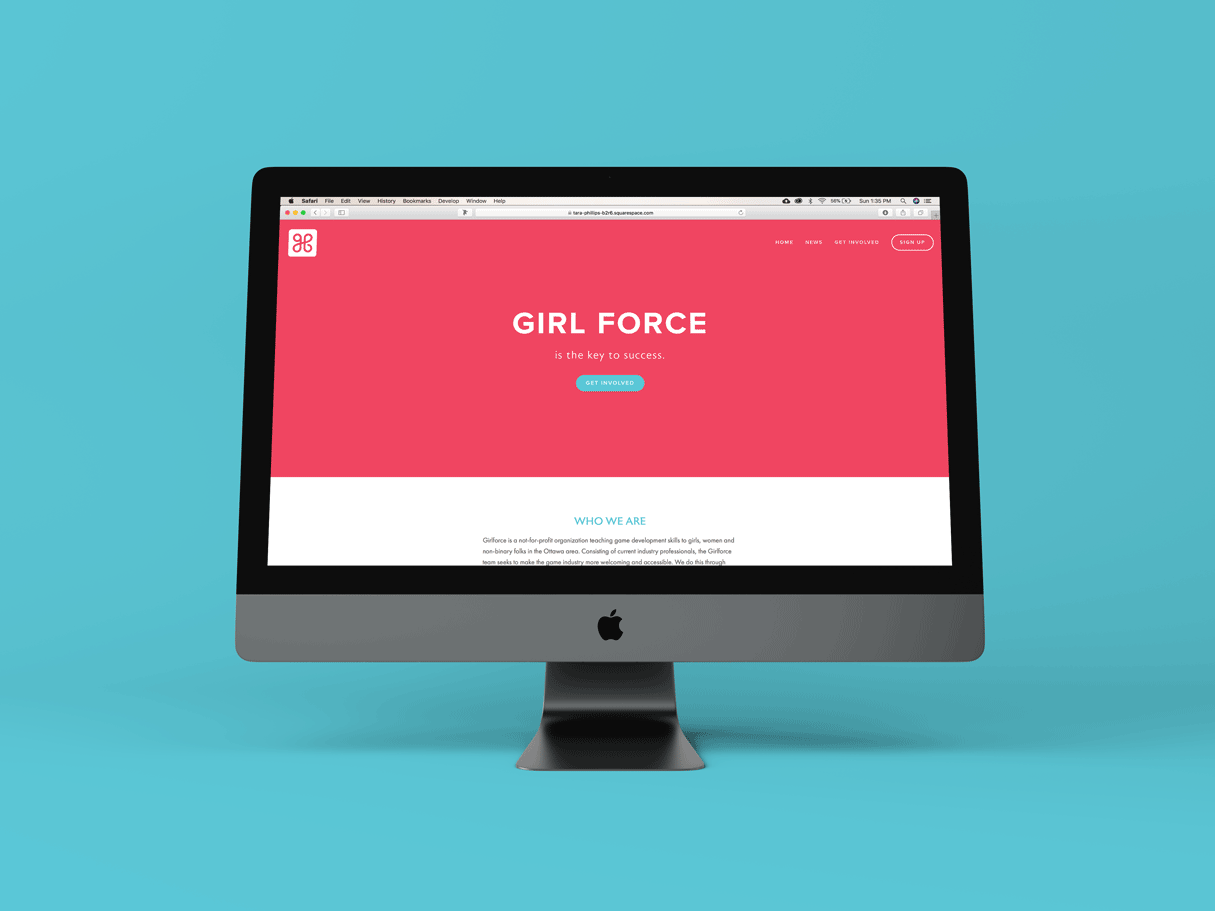 Safari File Edit View History Bookmarks Develop Window Help
56% Sun 1:35 PM
tara-phillips-b2r6.squarespace.com
HOME NEWS GET INVOLVED SIGN UP
GIRL FORCE
is the key to success.
GET INVOLVED
WHO WE ARE
Girlforce is a not-for-profit organization teaching game development skills to girls, women and
non-binary folks in the Ottawa area. Consisting of current industry professionals, the Girlforce
team seeks to make the game industry more welcoming and accessible. We do this through